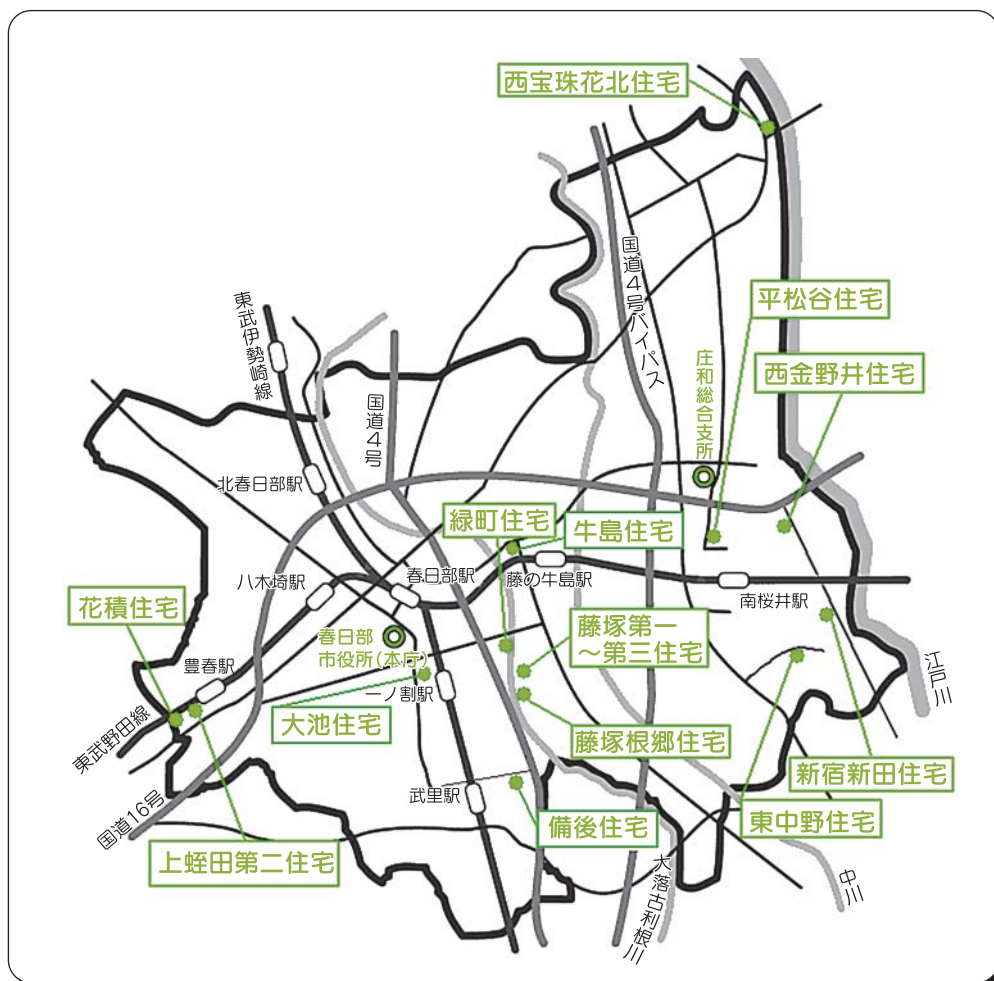 西宝珠花北住宅
国道4号バイパス
平松谷住宅
東武伊勢崎線
庄和総合支所
西金野井住宅
国道4号
北春日部駅
緑町住宅
牛島住宅
八木埼駅
春日部駅
藤の牛島駅
南桜井駅
花積住宅
春日部
市役所(本庁)
藤塚第一
～第三住宅
豊春駅
一ノ割駅
江戸川
大池住宅
東武野田線
藤塚根郷住宅
新宿新田住宅
武里駅
国道16号
備後住宅
東中野住宅
上蛭田第二住宅
大落古利根川
中川